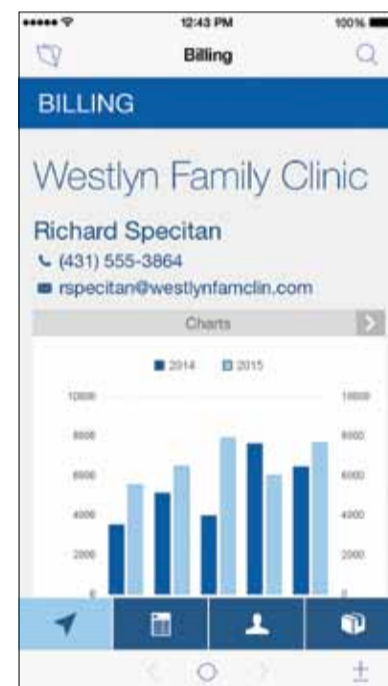 12:43 PM 100%
Billing
BILLING
Westlyn Family Clinic
Richard Specitan
(431) 555-3864
rspecitan@westlynfamclin.com
Charts
2014 2015
10000 10000
8000 8000
6000 6000
4000 4000
2000 2000
0 0